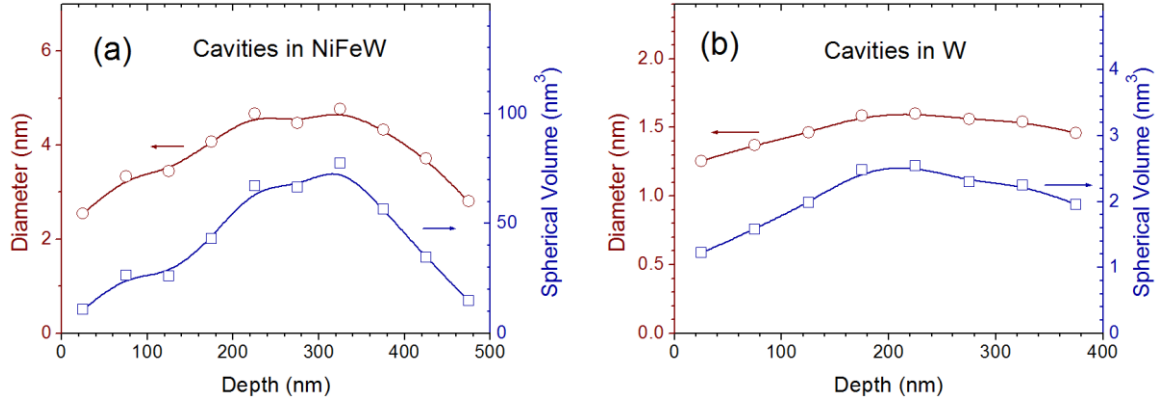 (a)
Cavities in NiFeW
Diameter (nm)
6
4
2
0
Spherical Volume (nm³)
100
50
0
0 100 200 300 400 500
Depth (nm)
(b)
Cavities in W
Diameter (nm)
2.0
1.5
1.0
0.5
0.0
Spherical Volume (nm³)
4
3
2
1
0
0 100 200 300 400
Depth (nm)